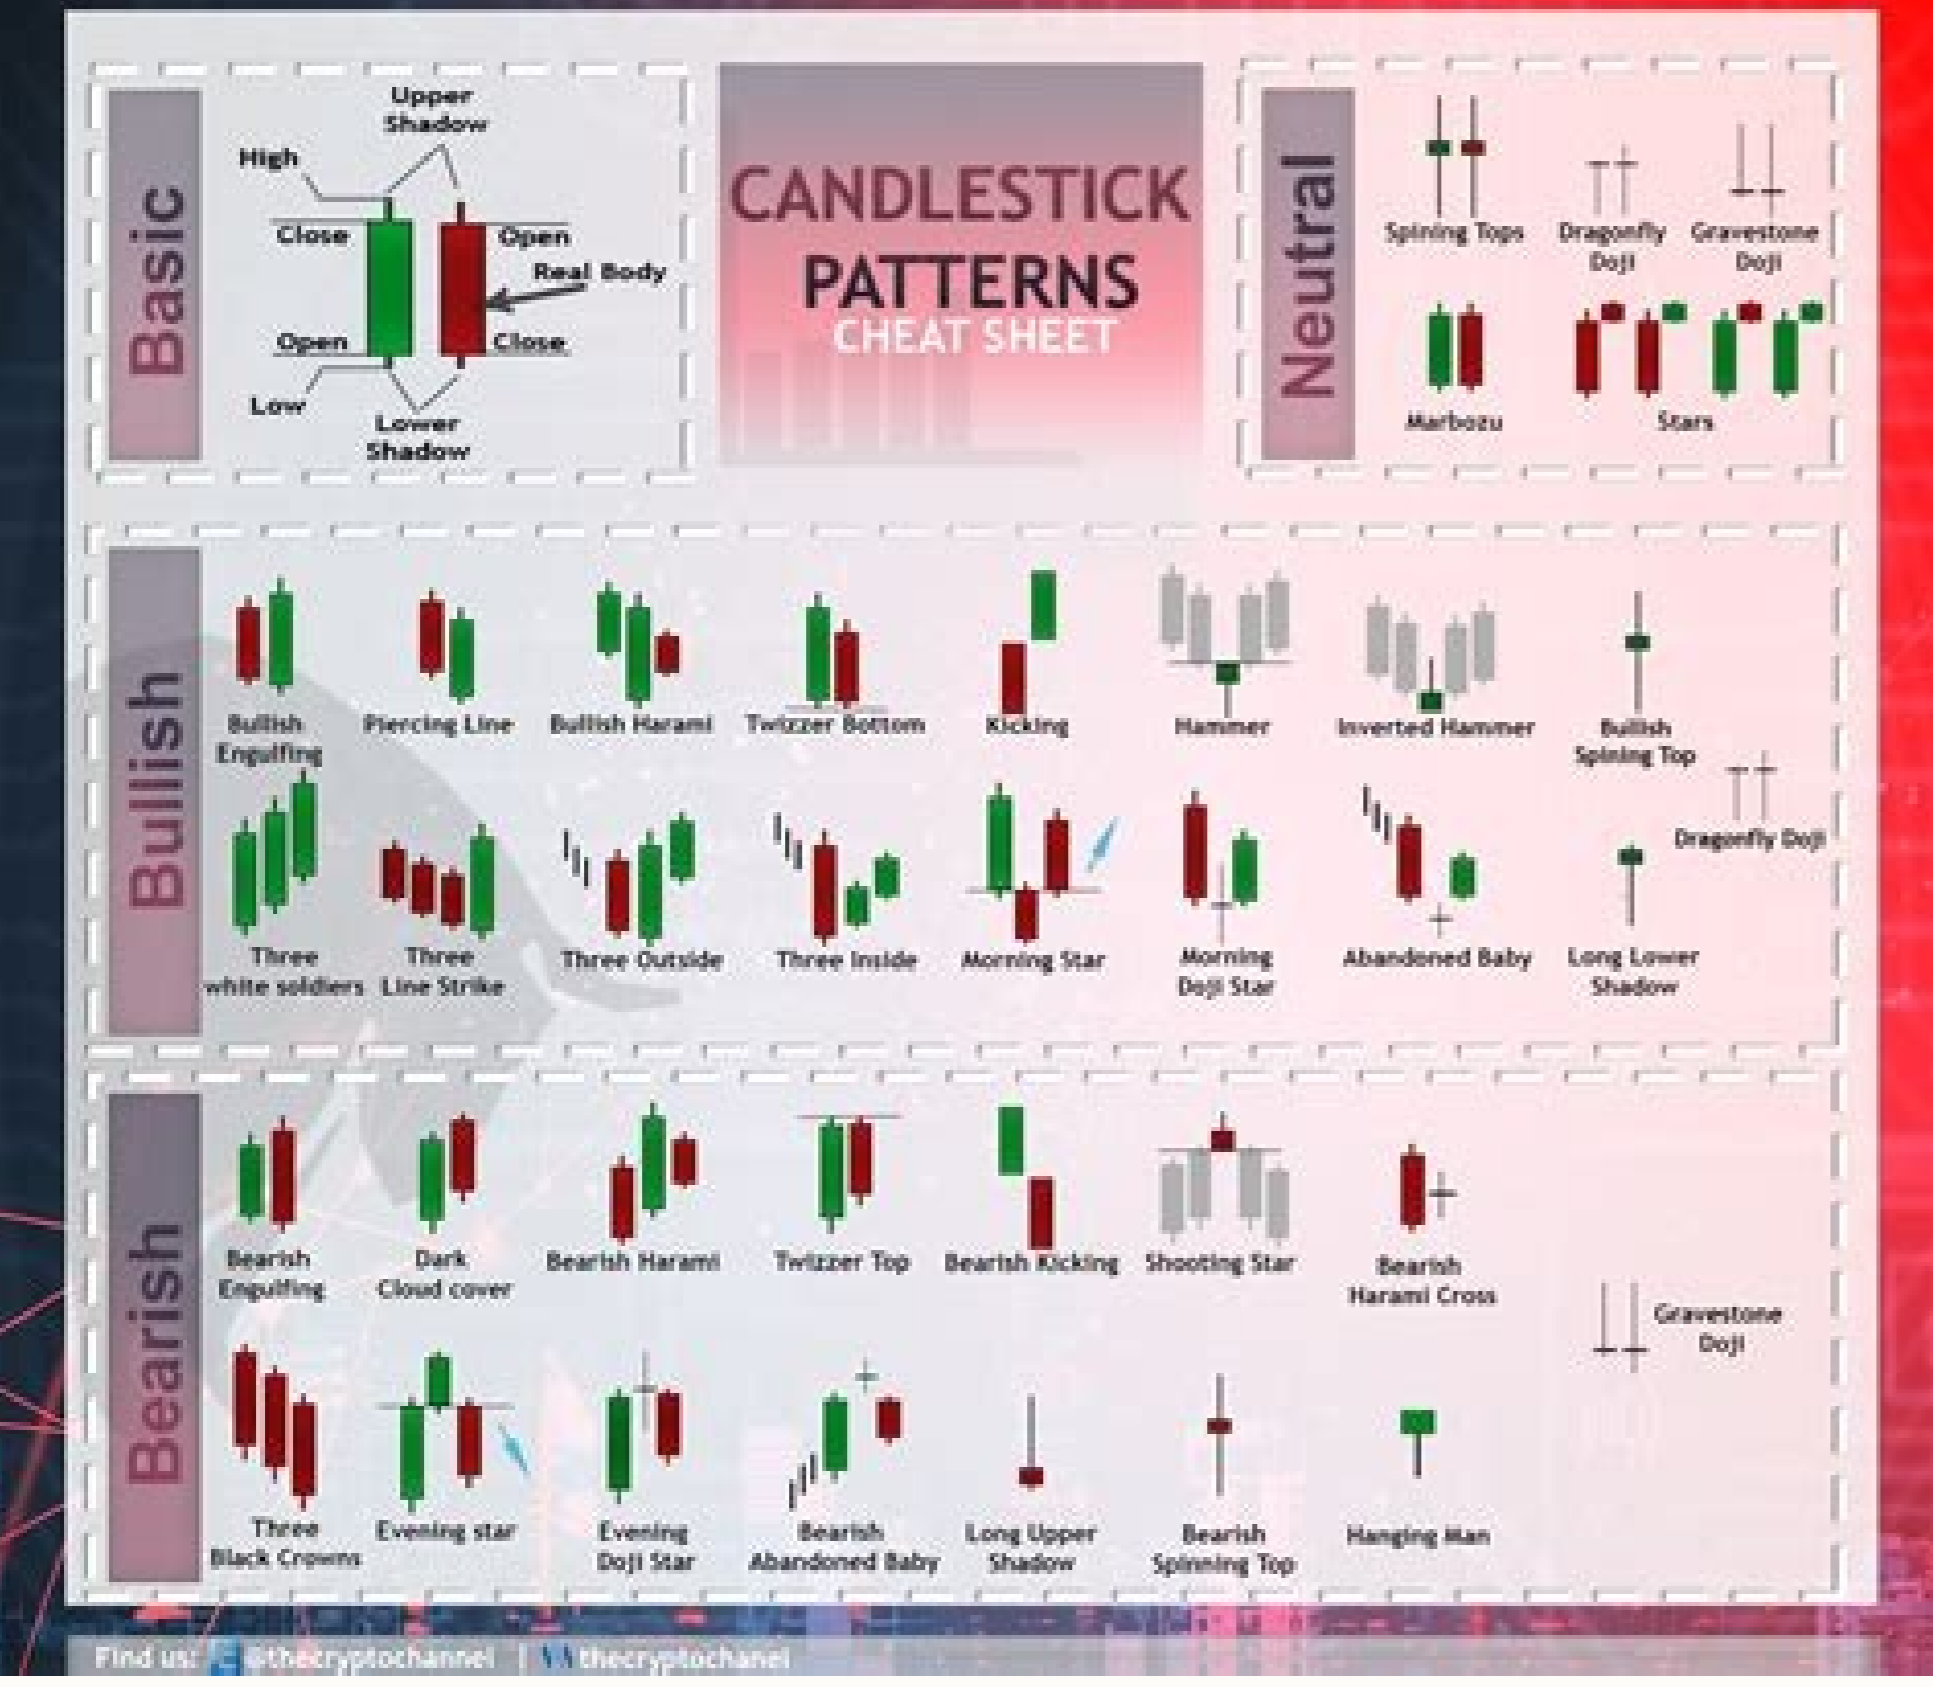 Basic
Upper
Shadow
High
Close
Open
Real Body
Open
Close
Low
Lower
Shadow
CANDLESTICK
PATTERNS
CHEAT SHEET
Neutral
Spining Tops
Dragonfly
Doji
Gravestone
Doji
Marbozu
Stars
Bullish
Bullish
Engulfing
Piercing Line
Bullish Harami
Twizzer Bottom
Kicking
Hammer
Inverted Hammer
Bullish
Spining Top
Dragonfly Doji
Three
white soldiers
Three
Line Strike
Three Outside
Three Inside
Morning Star
Morning
Doji Star
Abandoned Baby
Long Lower
Shadow
Bearish
Bearish
Engulfing
Dark
Cloud cover
Bearish Harami
Twizzer Top
Bearish Kicking
Shooting Star
Bearish
Harami Cross
Gravestone
Doji
Three
Black Crowns
Evening star
Evening
Doji Star
Bearish
Abandoned Baby
Long Upper
Shadow
Bearish
Spinning Top
Hanging Man
Find us: @thecryptochannel | thecryptochanel